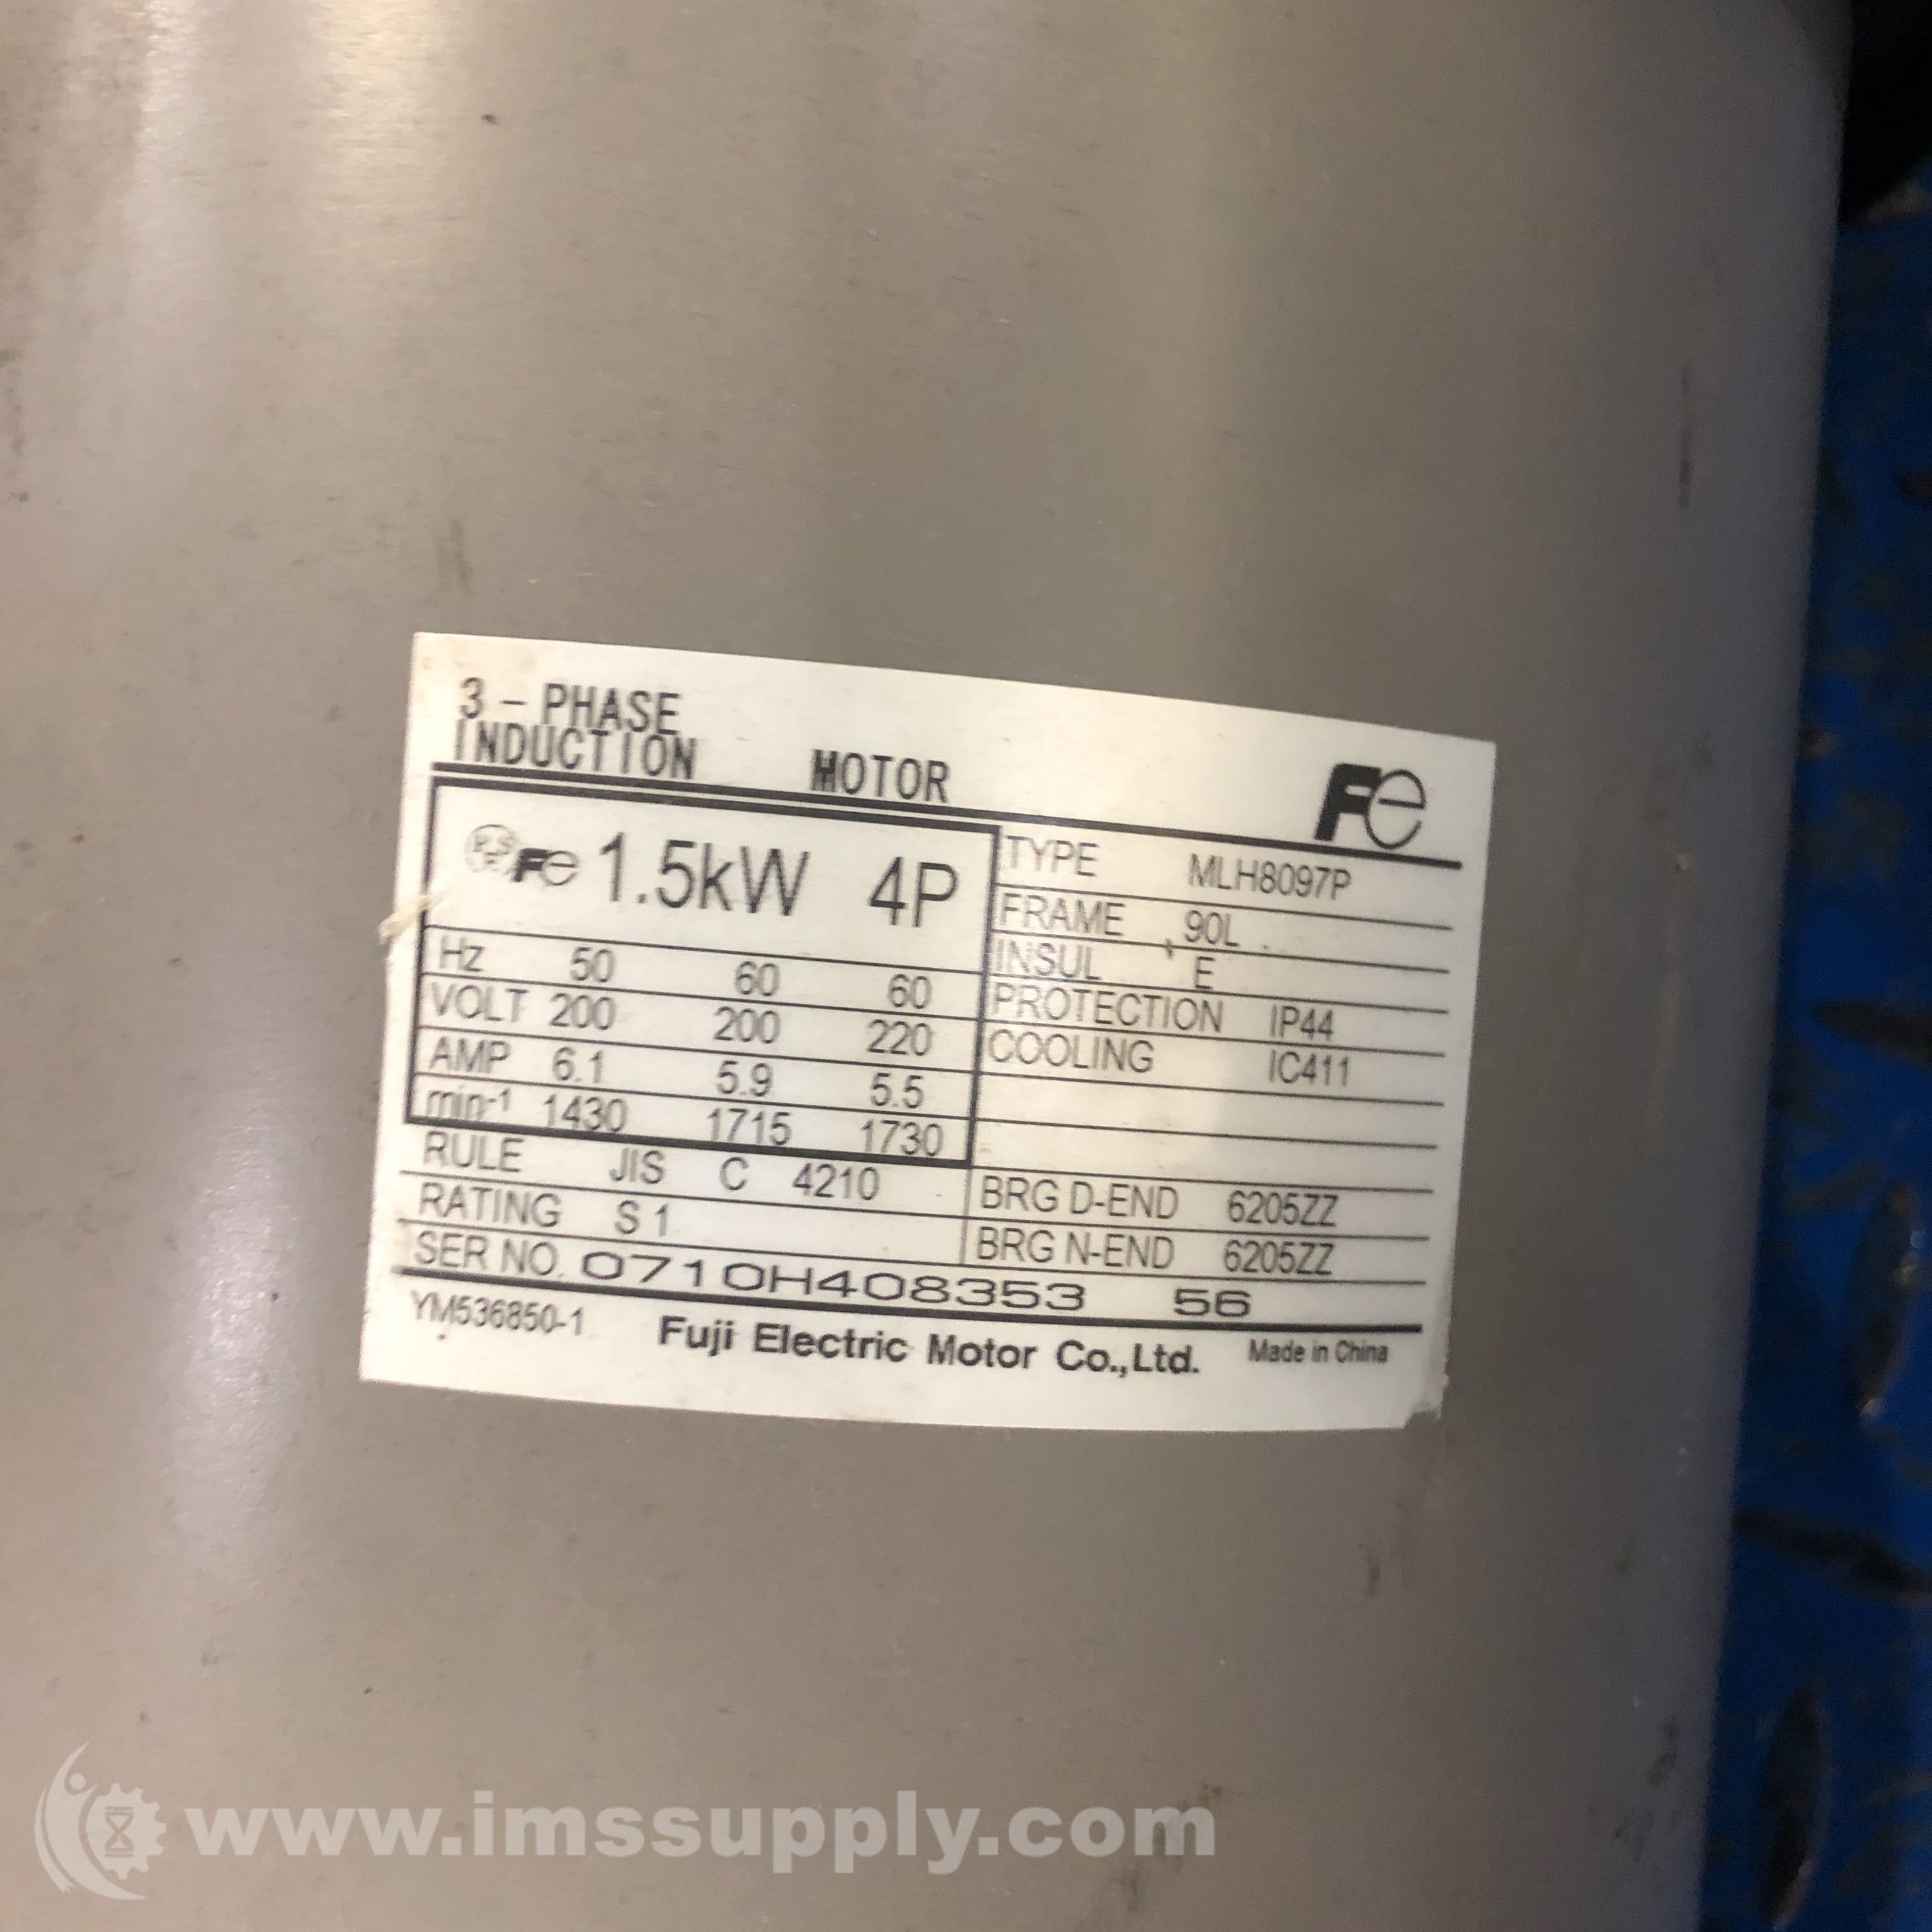 3 - PHASE
INDUCTION MOTOR
Fe
PS E Fe 1.5kW 4P
TYPE MLH8097P
FRAME 90L
INSUL E
PROTECTION IP44
COOLING IC411
Hz 50 60 60
VOLT 200 200 220
AMP 6.1 5.9 5.5
min-1 1430 1715 1730
RULE JIS C 4210
BRG D-END 6205ZZ
RATING S1
BRG N-END 6205ZZ
SER NO. 0710H408353 56
YM536850-1 Fuji Electric Motor Co.,Ltd. Made in China
www.imssupply.com